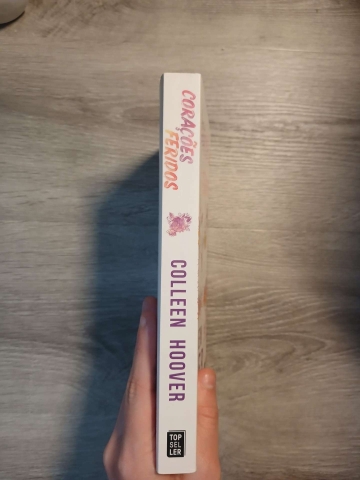 CORAÇÕES
FERIDOS
COLLEEN HOOVER
TOP
SEL
LER